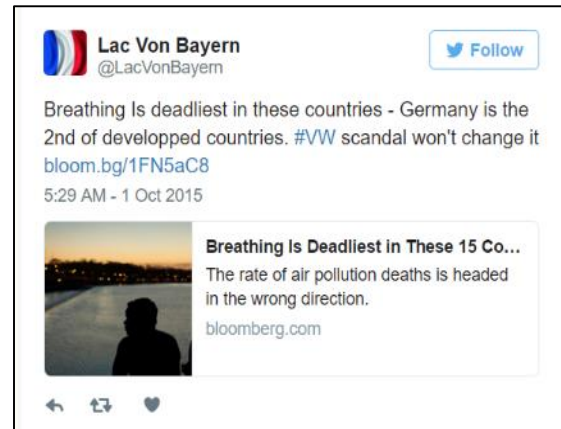 Lac Von Bayern
@LacVonBayern
Follow
Breathing Is deadliest in these countries - Germany is the
2nd of developped countries. #VW scandal won't change it
bloom.bg/1FN5aC8
5:29 AM - 1 Oct 2015
Breathing Is Deadliest in These 15 Co...
The rate of air pollution deaths is headed
in the wrong direction.
bloomberg.com